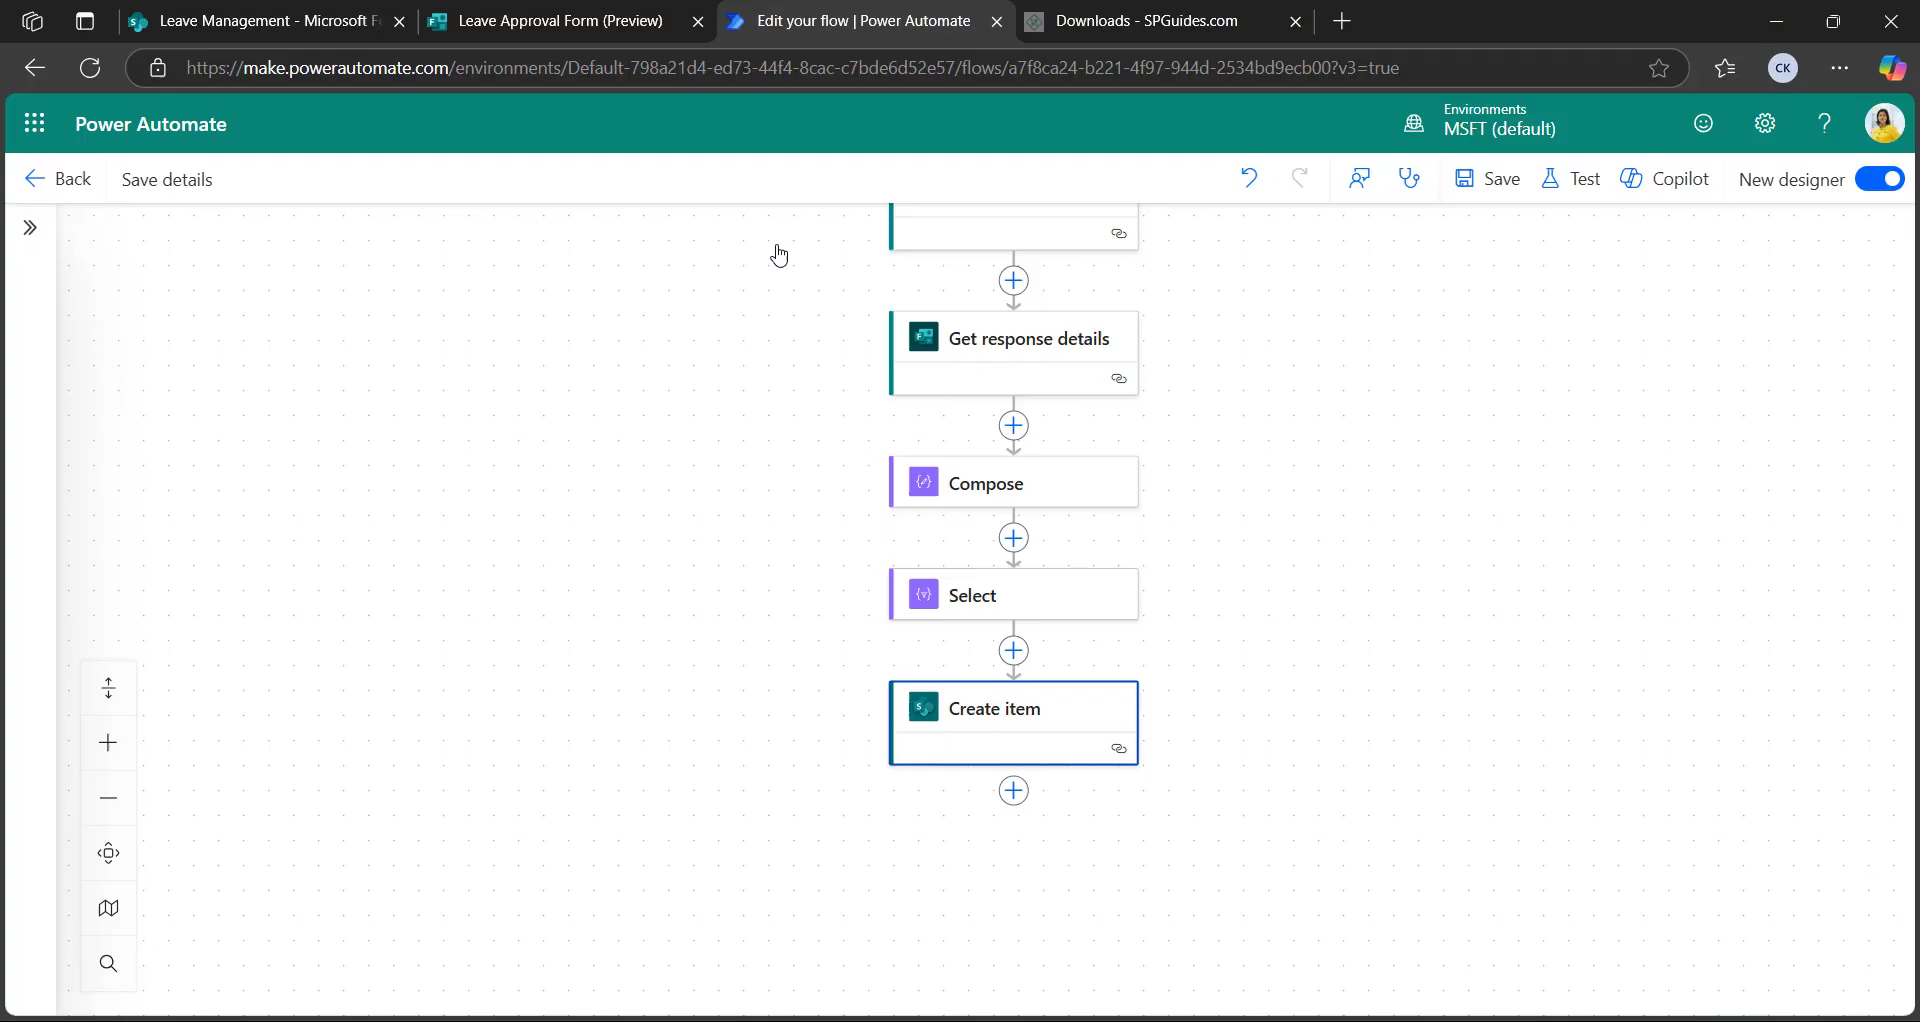 Leave Management - Microsoft F
Leave Approval Form (Preview)
Edit your flow | Power Automate
Downloads - SPGuides.com
https://make.powerautomate.com/environments/Default-798a21d4-ed73-44f4-8cac-c7bde6d52e57/flows/a7f8ca24-b221-4f97-944d-2534bd9ecb00?v3=true
CK
Power Automate
Environments
MSFT (default)
Back
Save details
Save
Test
Copilot
New designer
Get response details
Compose
Select
Create item